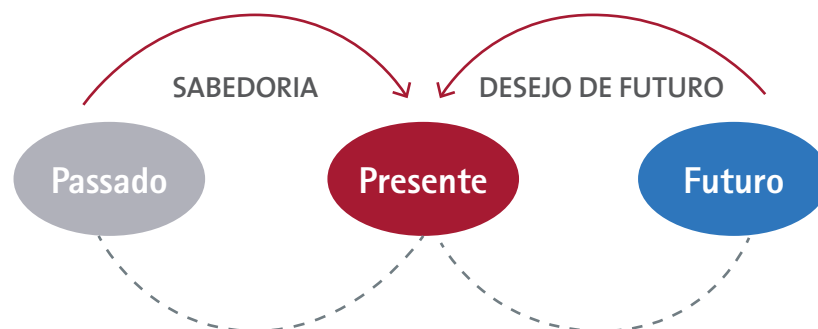 SABEDORIA
DESEJO DE FUTURO
Passado
Presente
Futuro